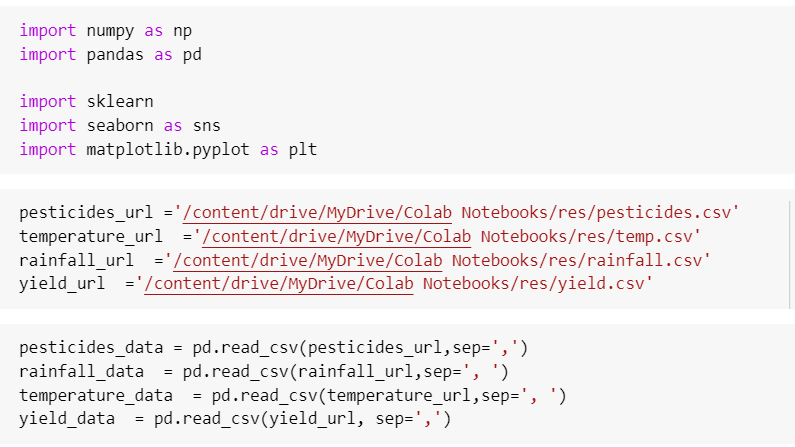 import numpy as np
import pandas as pd
import sklearn
import seaborn as sns
import matplotlib.pyplot as plt
pesticides_url ='/content/drive/MyDrive/Colab Notebooks/res/pesticides.csv'
temperature_url  ='/content/drive/MyDrive/Colab Notebooks/res/temp.csv'
rainfall_url  ='/content/drive/MyDrive/Colab Notebooks/res/rainfall.csv'
yield_url  ='/content/drive/MyDrive/Colab Notebooks/res/yield.csv'
pesticides_data = pd.read_csv(pesticides_url,sep=',')
rainfall_data  = pd.read_csv(rainfall_url,sep=', ')
temperature_data  = pd.read_csv(temperature_url,sep=', ')
yield_data  = pd.read_csv(yield_url, sep=',')